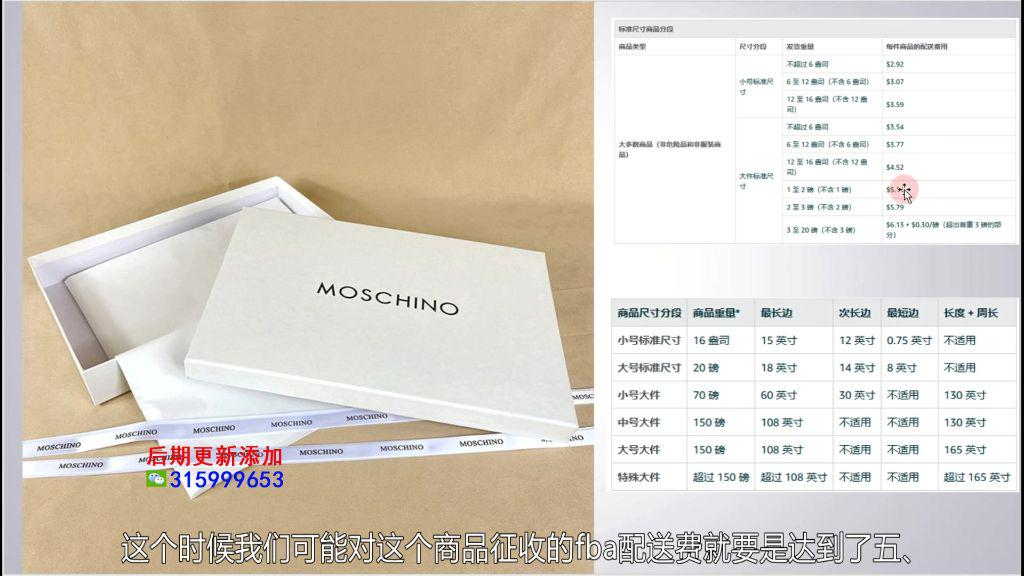 标准尺寸商品分段
商品类型 尺寸分段 发货重量 每件商品的配送费用
大多数商品（非危险品和非服装商品）
小号标准尺寸
不超过 6 盎司 $2.92
6 至 12 盎司（不含 6 盎司） $3.07
12 至 16 盎司（不含 12 盎司） $3.59
大件标准尺寸
不超过 6 盎司 $3.54
6 至 12 盎司（不含 6 盎司） $3.77
12 至 16 盎司（不含 12 盎司） $4.52
1 至 2 磅（不含 1 磅）
2 至 3 磅（不含 2 磅） $5.79
3 至 20 磅（不含 3 磅） $6.13 + $0.30/磅（超出首重 3 磅的部分）
MOSCHINO
商品尺寸分段 商品重量* 最长边 次长边 最短边 长度 + 周长
小号标准尺寸 16 盎司 15 英寸 12 英寸 0.75 英寸 不适用
大号标准尺寸 20 磅 18 英寸 14 英寸 8 英寸 不适用
小号大件 70 磅 60 英寸 30 英寸 不适用 130 英寸
中号大件 150 磅 108 英寸 不适用 不适用 130 英寸
大号大件 150 磅 108 英寸 不适用 不适用 165 英寸
特殊大件 超过 150 磅 超过 108 英寸 不适用 不适用 超过 165 英寸
MOSCHINO MOSCHINO MOSCHINO MOSCHINO MOSCHINO
MOSCHINO MOSCHINO MOSCHINO MOSCHINO
后期更新添加
315999653
这个时候我们可能对这个商品征收的fba配送费就要是达到了五、